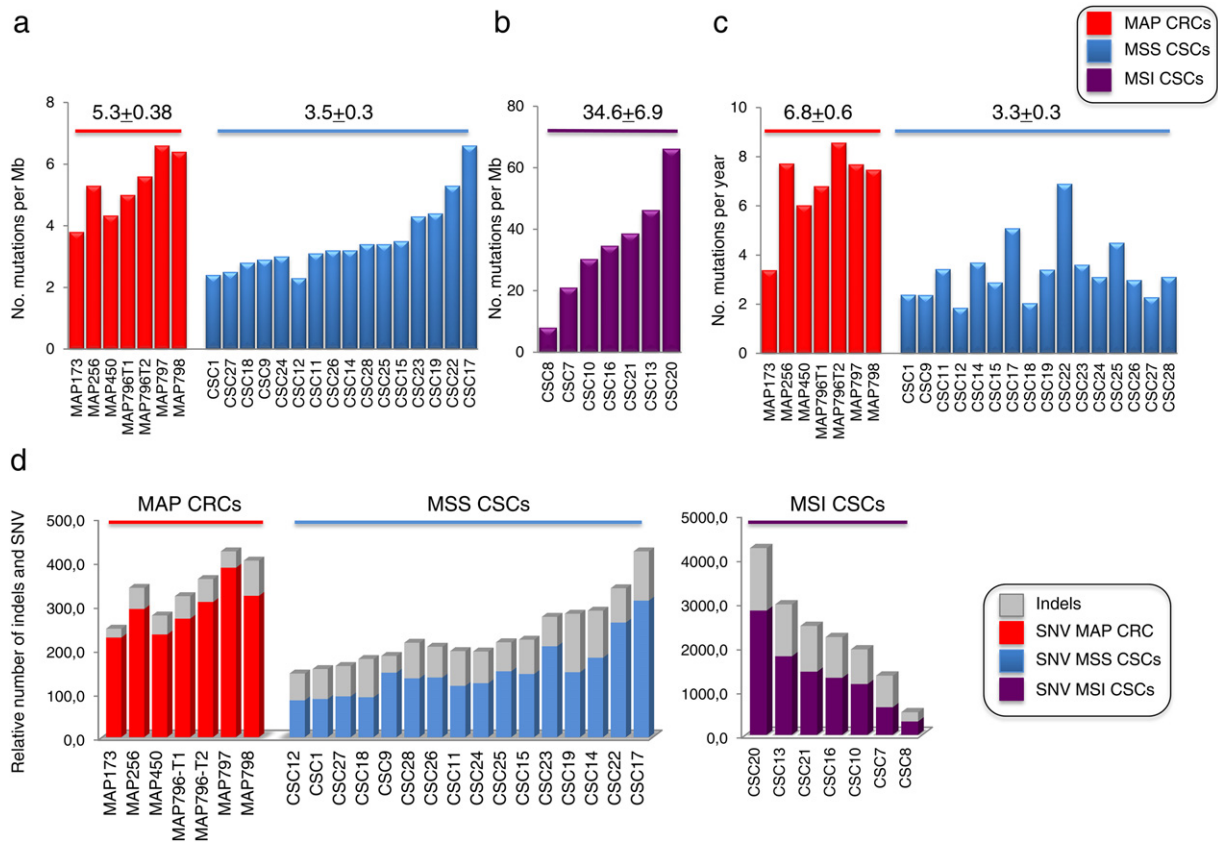 a
b
c
MAP CRCs
MSS CSCs
MSI CSCs
No. mutations per Mb
8
6
4
2
0
5.3±0.38
3.5±0.3
MAP173
MAP256
MAP450
MAP796T1
MAP796T2
MAP797
MAP798
CSC1
CSC27
CSC18
CSC9
CSC24
CSC12
CSC11
CSC26
CSC14
CSC28
CSC25
CSC15
CSC23
CSC19
CSC22
CSC17
No. mutations per Mb
80
60
40
20
0
34.6±6.9
CSC8
CSC7
CSC10
CSC16
CSC21
CSC13
CSC20
No. mutations per year
10
8
6
4
2
0
6.8±0.6
3.3±0.3
MAP173
MAP256
MAP450
MAP796T1
MAP796T2
MAP797
MAP798
CSC1
CSC9
CSC11
CSC12
CSC14
CSC15
CSC17
CSC18
CSC19
CSC22
CSC23
CSC24
CSC25
CSC26
CSC27
CSC28
d
Relative number of indels and SNV
500,0
400,0
300,0
200,0
100,0
0,0
MAP CRCs
MSS CSCs
MAP173
MAP256
MAP450
MAP796-T1
MAP796-T2
MAP797
MAP798
CSC12
CSC1
CSC27
CSC18
CSC9
CSC28
CSC26
CSC11
CSC24
CSC25
CSC15
CSC23
CSC19
CSC14
CSC22
CSC17
MSI CSCs
5000,0
4000,0
3000,0
2000,0
1000,0
0,0
CSC20
CSC13
CSC21
CSC16
CSC10
CSC7
CSC8
Indels
SNV MAP CRC
SNV MSS CSCs
SNV MSI CSCs